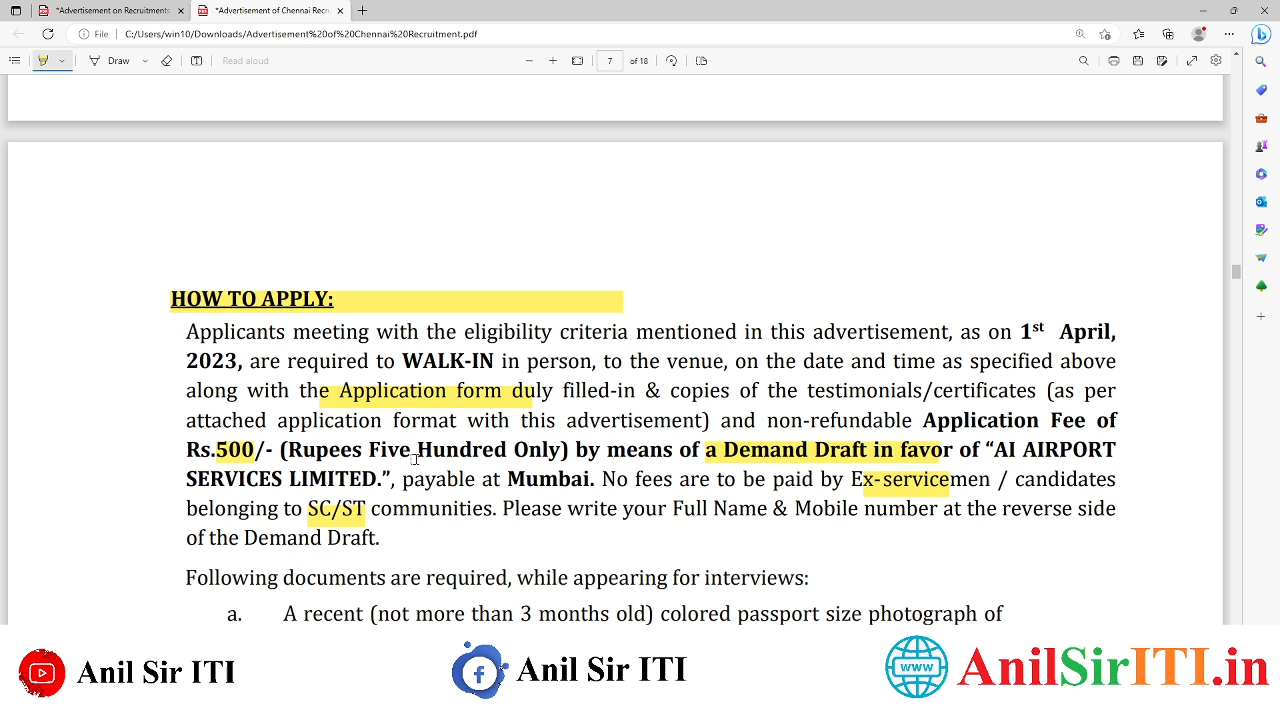 *Advertisement on Recruitments
*Advertisement of Chennai Recru
File
C:/Users/win10/Downloads/Advertisement%20of%20Chennai%20Recruitment.pdf
Draw
Read aloud
7 of 18
HOW TO APPLY:
Applicants meeting with the eligibility criteria mentioned in this advertisement, as on 1st April,
2023, are required to WALK-IN in person, to the venue, on the date and time as specified above
along with the Application form duly filled-in & copies of the testimonials/certificates (as per
attached application format with this advertisement) and non-refundable Application Fee of
Rs.500/- (Rupees Five Hundred Only) by means of a Demand Draft in favor of “AI AIRPORT
SERVICES LIMITED.”, payable at Mumbai. No fees are to be paid by Ex-servicemen / candidates
belonging to SC/ST communities. Please write your Full Name & Mobile number at the reverse side
of the Demand Draft.
Following documents are required, while appearing for interviews:
a. A recent (not more than 3 months old) colored passport size photograph of
Anil Sir ITI
Anil Sir ITI
www
AnilSirITI.in